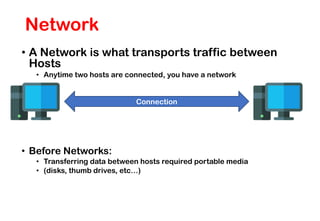 Network
• A Network is what transports traffic between
Hosts
• Anytime two hosts are connected, you have a network
Connection
• Before Networks:
• Transferring data between hosts required portable media
• (disks, thumb drives, etc…)